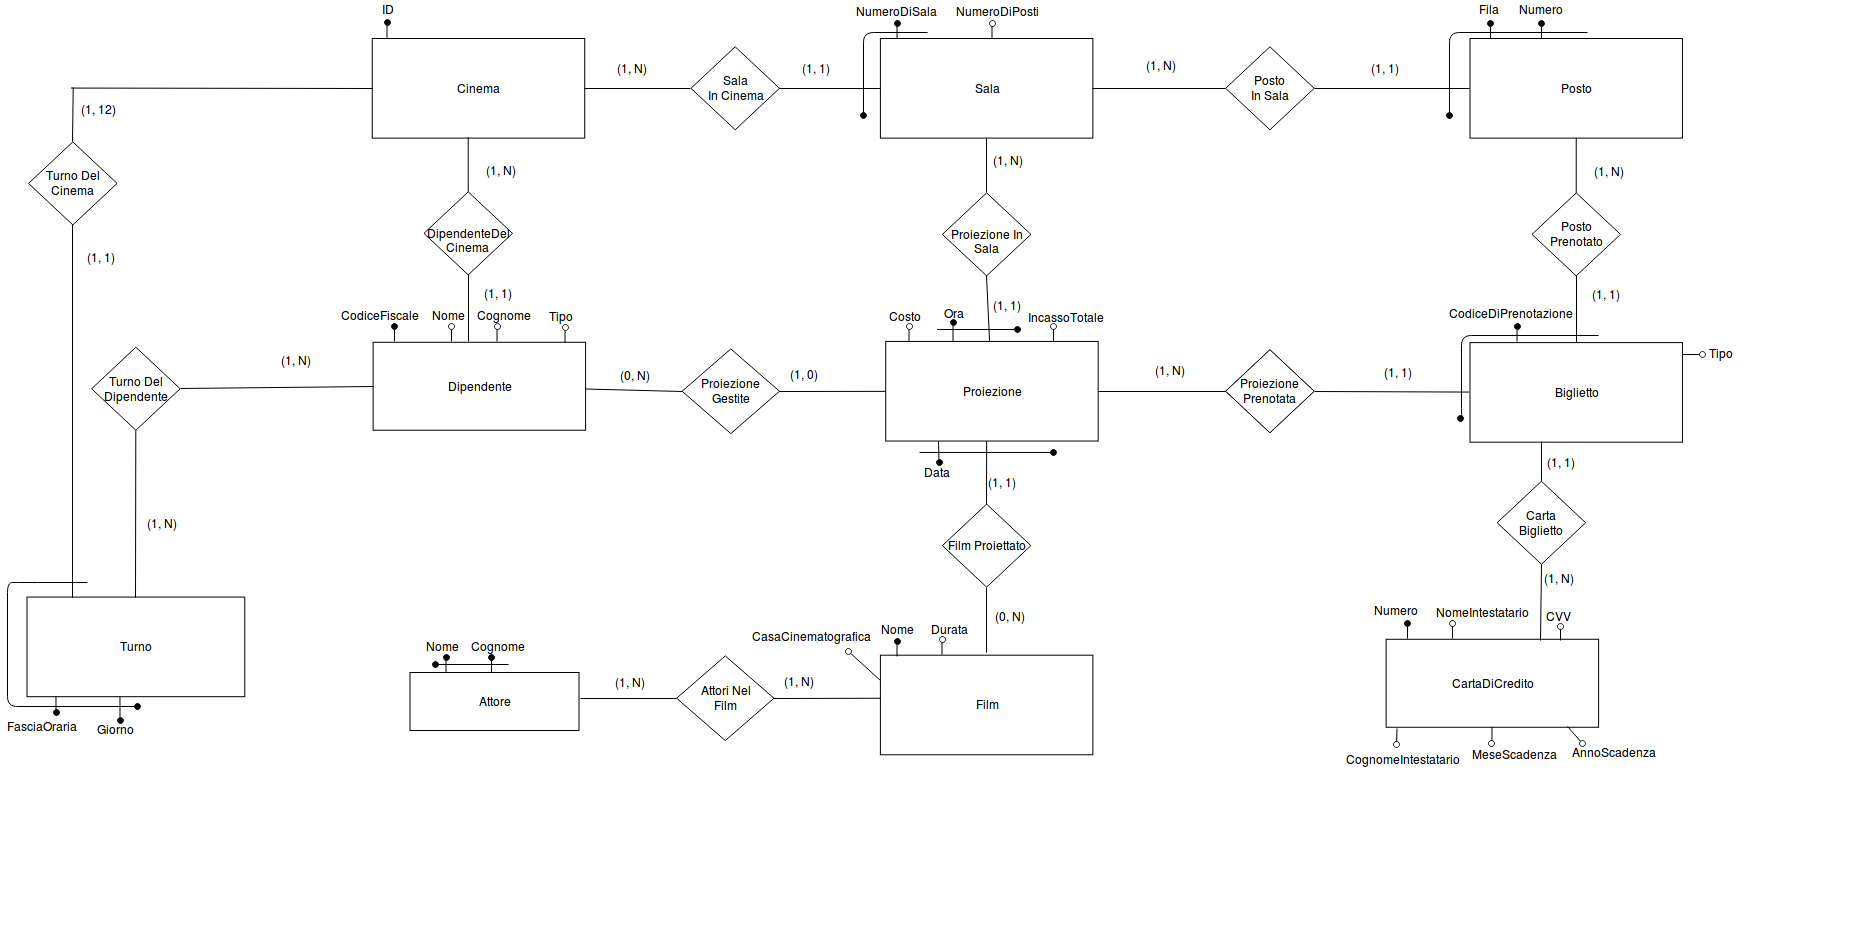 ID
NumeroDiSala
NumeroDiPosti
Fila
Numero
Cinema
(1, N)
Sala
In Cinema
(1, 1)
Sala
(1, N)
Posto
In Sala
(1, 1)
Posto
(1, 12)
Turno Del
Cinema
(1, 1)
(1, N)
DipendenteDel
Cinema
(1, 1)
(1, N)
Proiezione In
Sala
(1, 1)
(1, N)
Posto
Prenotato
(1, 1)
CodiceFiscale
Nome
Cognome
Tipo
Costo
Ora
IncassoTotale
CodiceDiPrenotazione
Tipo
Turno Del
Dipendente
(1, N)
Dipendente
(0, N)
Proiezione
Gestite
(1, 0)
Proiezione
(1, N)
Proiezione
Prenotata
(1, 1)
Biglietto
(1, N)
Data
(1, 1)
Film Proiettato
(0, N)
(1, 1)
Carta
Biglietto
(1, N)
Turno
FasciaOraria
Giorno
Nome
Cognome
Attore
(1, N)
Attori Nel
Film
(1, N)
CasaCinematografica
Nome
Durata
Film
Numero
NomeIntestatario
CVV
CartaDiCredito
CognomeIntestatario
MeseScadenza
AnnoScadenza